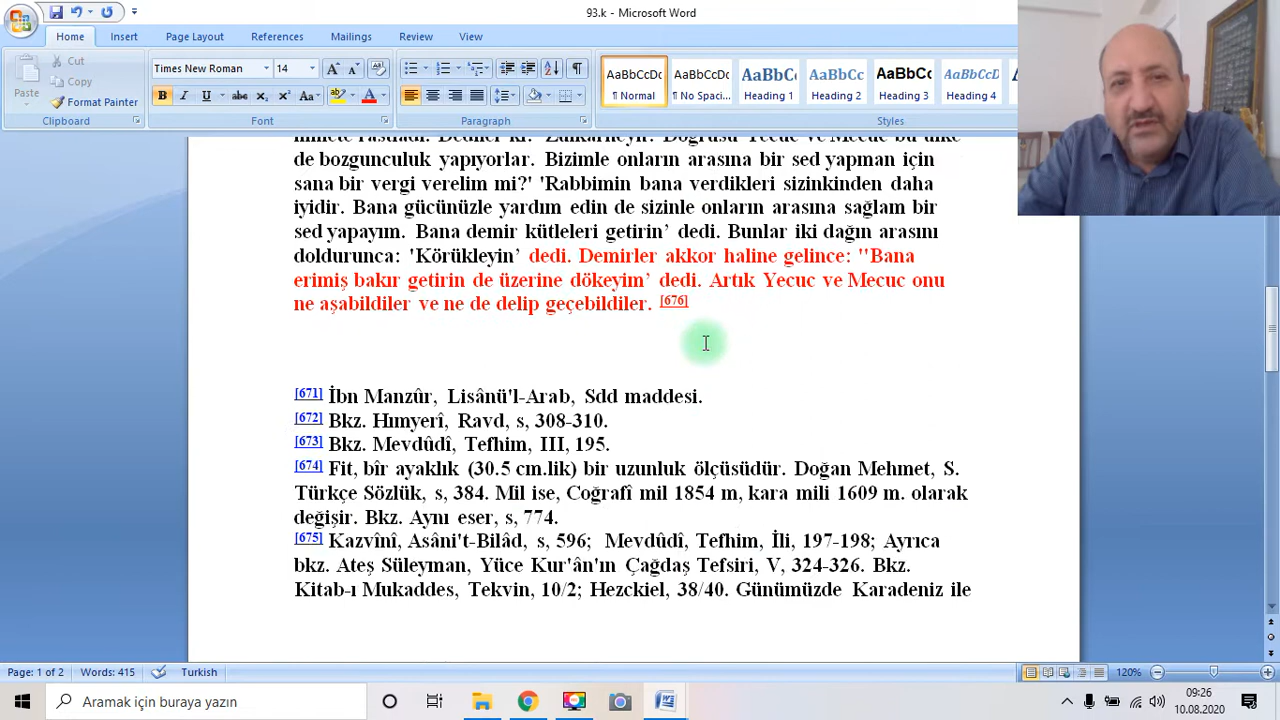 93.k - Microsoft Word
Home Insert Page Layout References Mailings Review View
Paste
Cut
Copy
Format Painter
Times New Roman 14
AaBbCcDc AaBbCcDc AaBbC AaBbCc AaBbCc AaBbCcD
¶ Normal ¶ No Spaci... Heading 1 Heading 2 Heading 3 Heading 4
Clipboard Font Paragraph Styles
de bozgunculuk yapıyorlar. Bizimle onların arasına bir sed yapman için
sana bir vergi verelim mi?' 'Rabbimin bana verdikleri sizinkinden daha
iyidir. Bana gücünüzle yardım edin de sizinle onların arasına sağlam bir
sed yapayım. Bana demir kütleleri getirin' dedi. Bunlar iki dağın arasını
doldurunca: 'Körükleyin' dedi. Demirler akkor haline gelince: ''Bana
erimiş bakır getirin de üzerine dökeyim' dedi. Artık Yecuc ve Mecuc onu
ne aşabildiler ve ne de delip geçebildiler. [676]
[671] İbn Manzûr, Lisânü'l-Arab, Sdd maddesi.
[672] Bkz. Hımyerî, Ravd, s, 308-310.
[673] Bkz. Mevdûdî, Tefhim, III, 195.
[674] Fit, bîr ayaklık (30.5 cm.lik) bir uzunluk ölçüsüdür. Doğan Mehmet, S.
Türkçe Sözlük, s, 384. Mil ise, Coğrafî mil 1854 m, kara mili 1609 m. olarak
değişir. Bkz. Aynı eser, s, 774.
[675] Kazvînî, Asâni't-Bilâd, s, 596; Mevdûdî, Tefhim, İli, 197-198; Ayrıca
bkz. Ateş Süleyman, Yüce Kur'ân'm Çağdaş Tefsiri, V, 324-326. Bkz.
Kitab-ı Mukaddes, Tekvin, 10/2; Hezckiel, 38/40. Günümüzde Karadeniz ile
Page: 1 of 2 Words: 415 Turkish 120%
Aramak için buraya yazın
09:26
10.08.2020